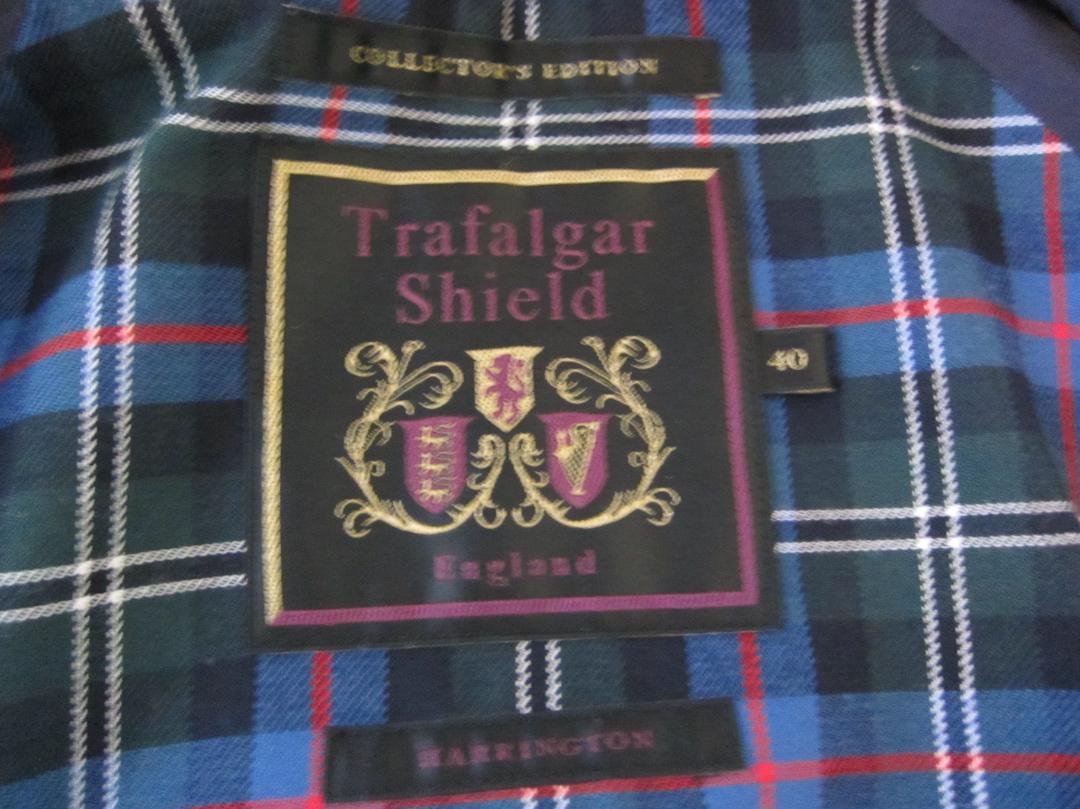 COLLECTOR'S EDITION
Trafalgar
Shield
40
England
HARRINGTON